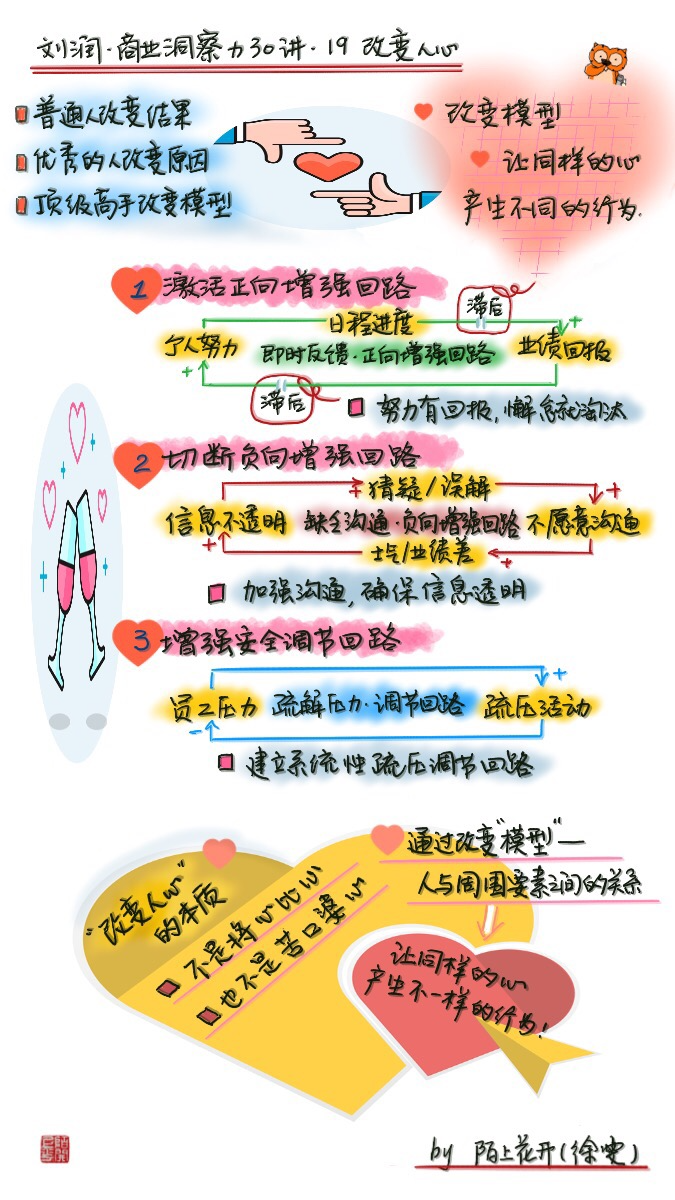 刘润·商业洞察力30讲·19 改变人心
普通人改变结果
优秀的人改变原因
顶级高手改变模型
改变模型
让同样的心
产生不同的行为.
1 激活正向增强回路
滞后
日程进度
+
个人努力
即时反馈·正向增强回路
业绩回报
+
滞后
努力有回报,懈怠就淘汰
2 切断负向增强回路
+ 猜疑/误解 +
信息不透明 缺乏沟通·负向增强回路 不愿意沟通
+ 士气/业绩差 +
加强沟通,确保信息透明
3 增强安全调节回路
+
员工压力 疏解压力·调节回路 疏压活动
-
建立系统性疏压调节回路
"改变人心"
的本质
不是将心比心
也不是苦口婆心
通过改变"模型"—
人与周围要素之间的关系
让同样的心
产生不一样的行为!
by 陌上花开(徐雯)